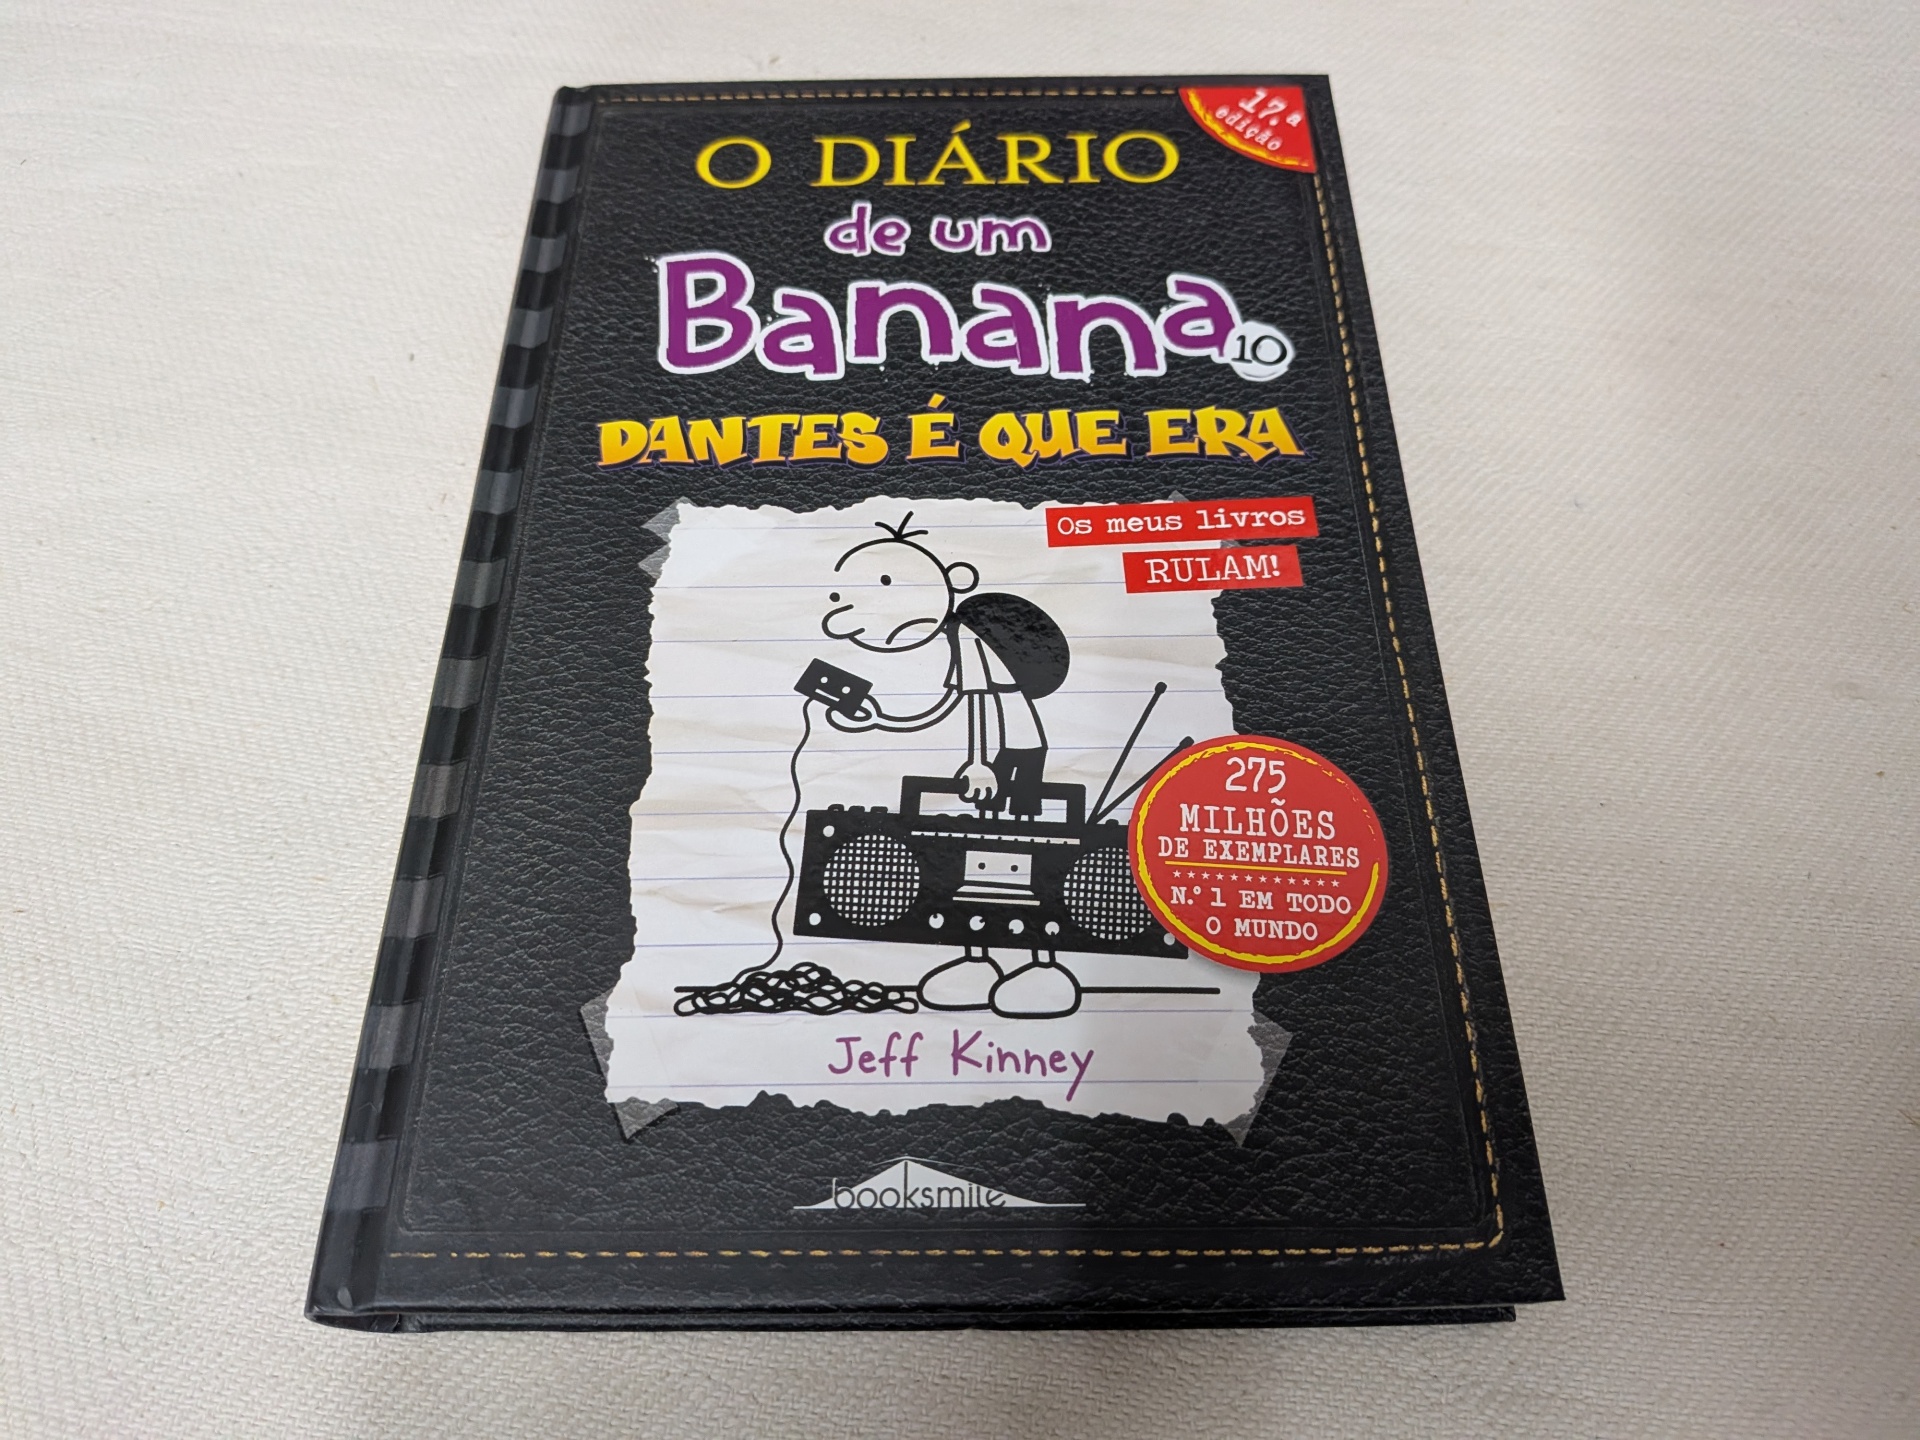 17.ª
edição
O DIÁRIO
de um
Banana
10
DANTES É QUE ERA
Os meus livros
RULAM!
275
MILHÕES
DE EXEMPLARES
N.º 1 EM TODO
O MUNDO
Jeff Kinney
booksmile